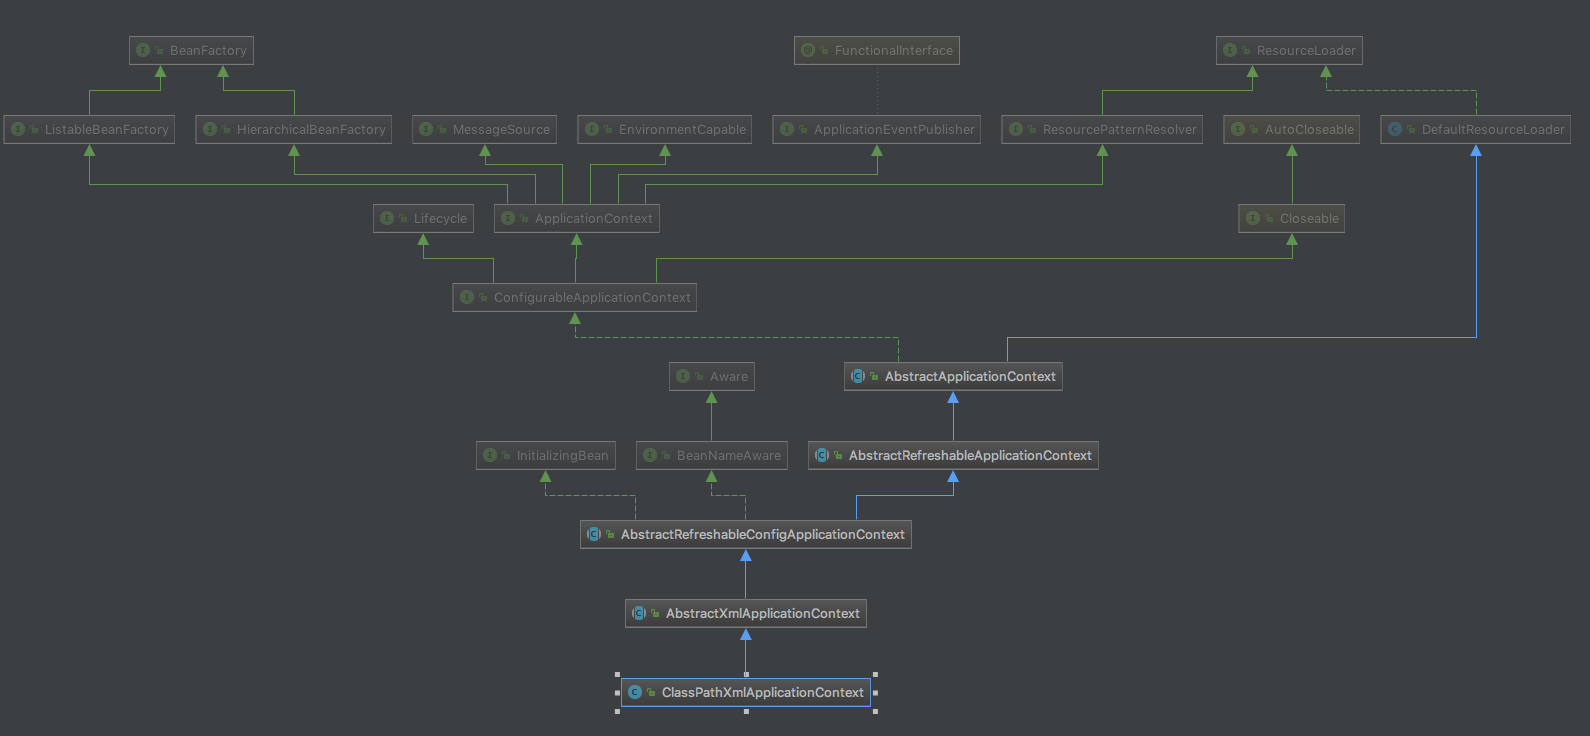 BeanFactory
FunctionalInterface
ResourceLoader
ListableBeanFactory
HierarchicalBeanFactory
MessageSource
EnvironmentCapable
ApplicationEventPublisher
ResourcePatternResolver
AutoCloseable
DefaultResourceLoader
Lifecycle
ApplicationContext
Closeable
ConfigurableApplicationContext
Aware
AbstractApplicationContext
InitializingBean
BeanNameAware
AbstractRefreshableApplicationContext
AbstractRefreshableConfigApplicationContext
AbstractXmlApplicationContext
ClassPathXmlApplicationContext